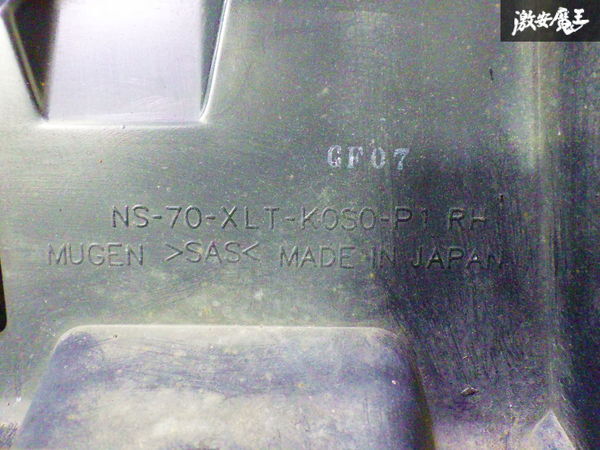 激安魔王
GF07
NS-70-XLT-K0S0-P1 RH
MUGEN >SAS< MADE IN JAPAN